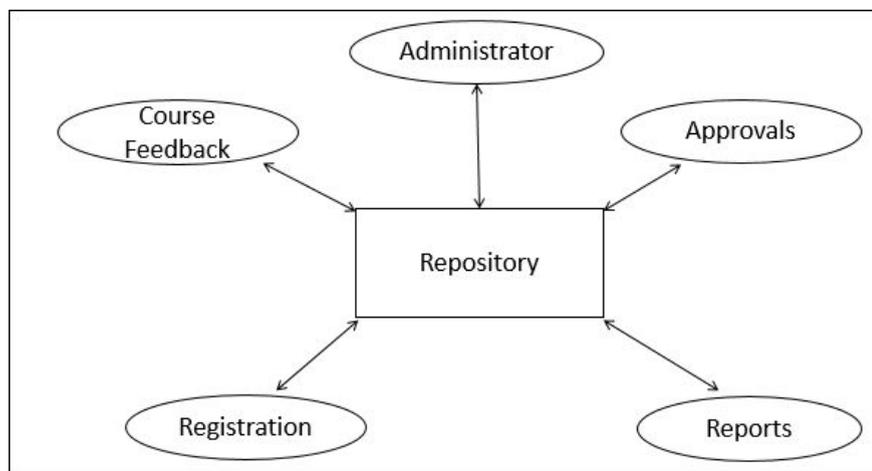 Administrator
Course
Feedback
Approvals
Repository
Registration
Reports